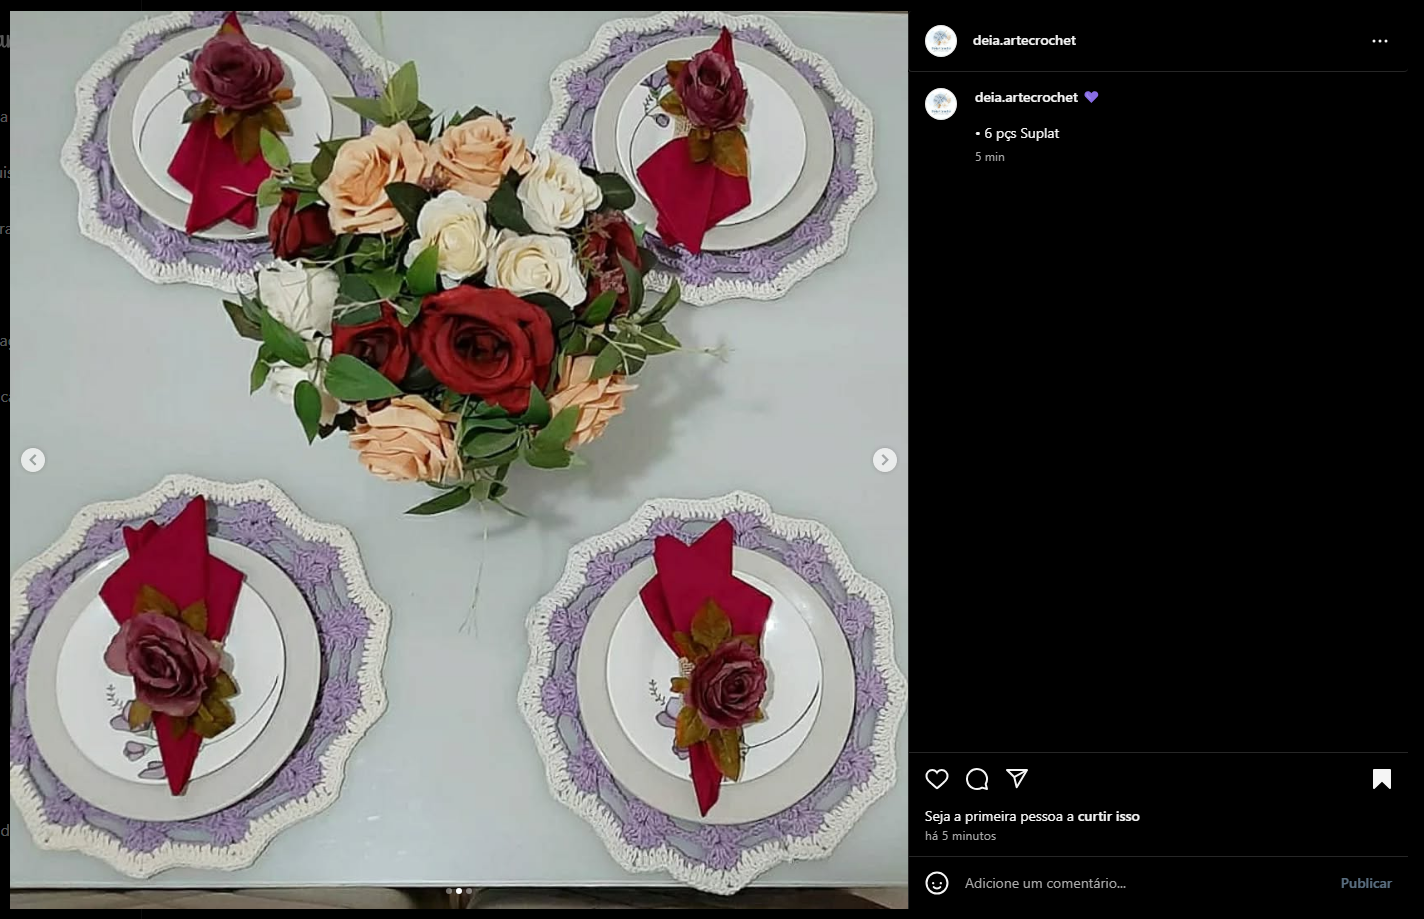 deia.artecrochet
deia.artecrochet 💜
• 6 pçs Suplat
5 min
Seja a primeira pessoa a curtir isso
há 5 minutos
Adicione um comentário...
Publicar